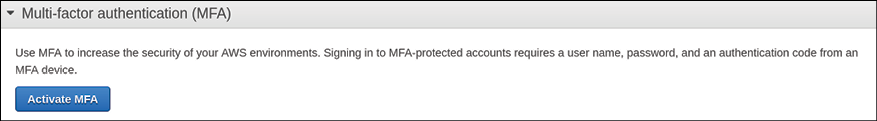 Multi-factor authentication (MFA)
Use MFA to increase the security of your AWS environments. Signing in to MFA-protected accounts requires a user name, password, and an authentication code from an
MFA device.
Activate MFA